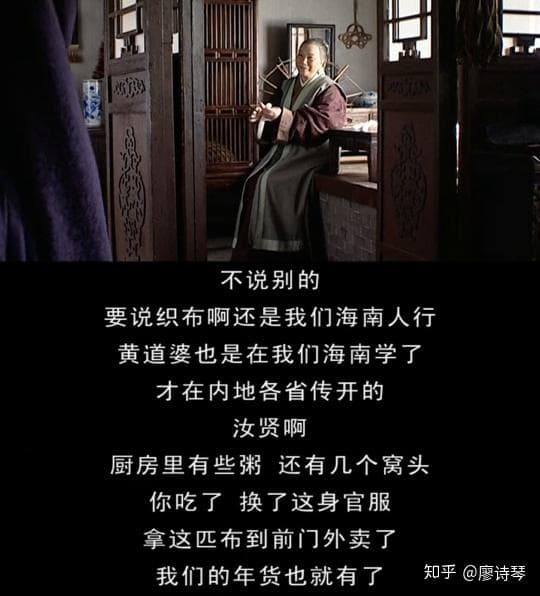 不说别的
要说织布啊还是我们海南人行
黄道婆也是在我们海南学了
才在内地各省传开的
汝贤啊
厨房里有些粥 还有几个窝头
你吃了 换了这身官服
拿这匹布到前门外卖了
我们的年货也就有了
知乎 @廖诗琴